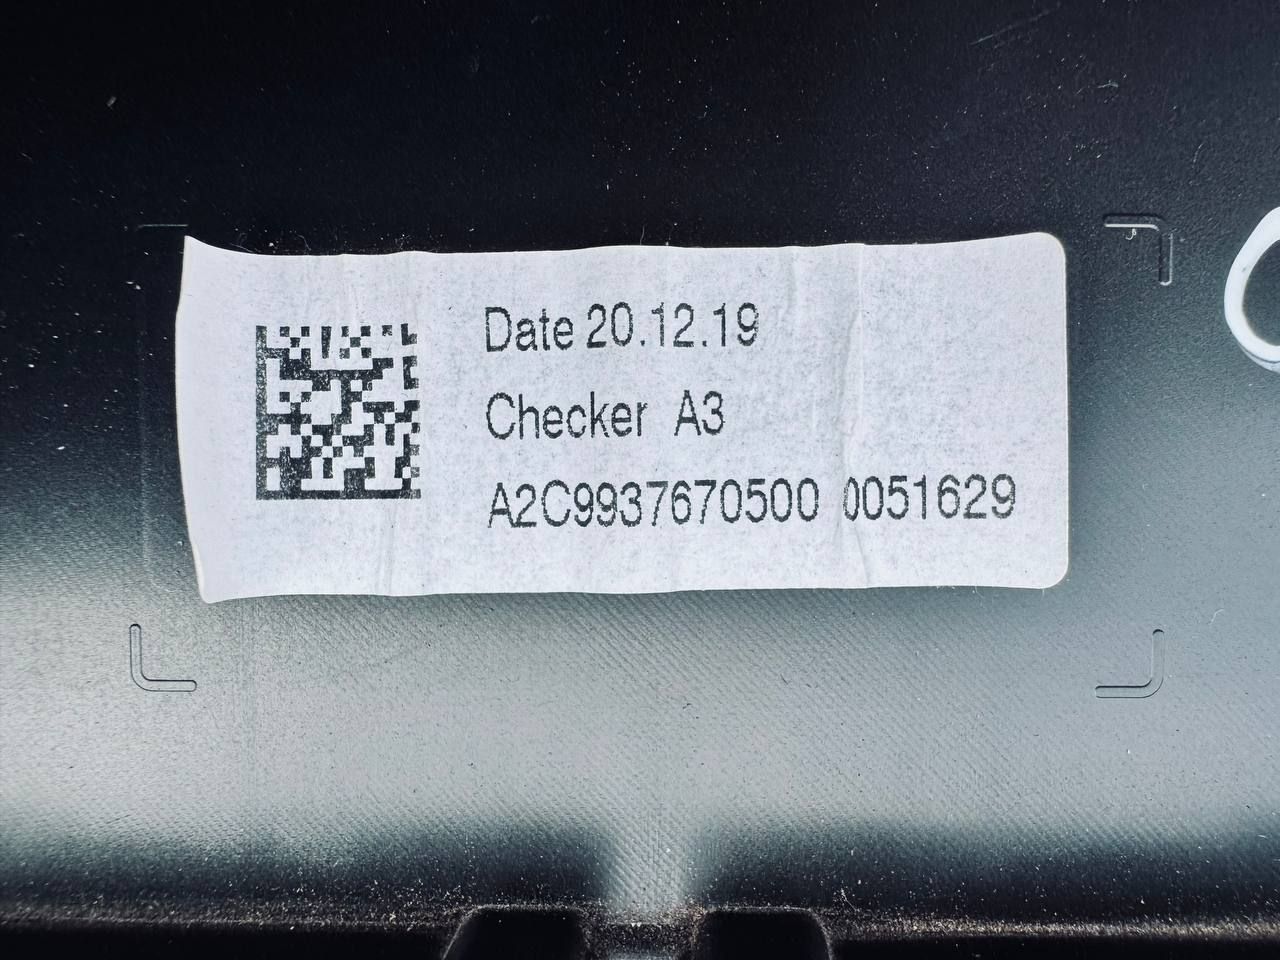 Date 20.12.19
Checker A3
A2C9937670500 0051629